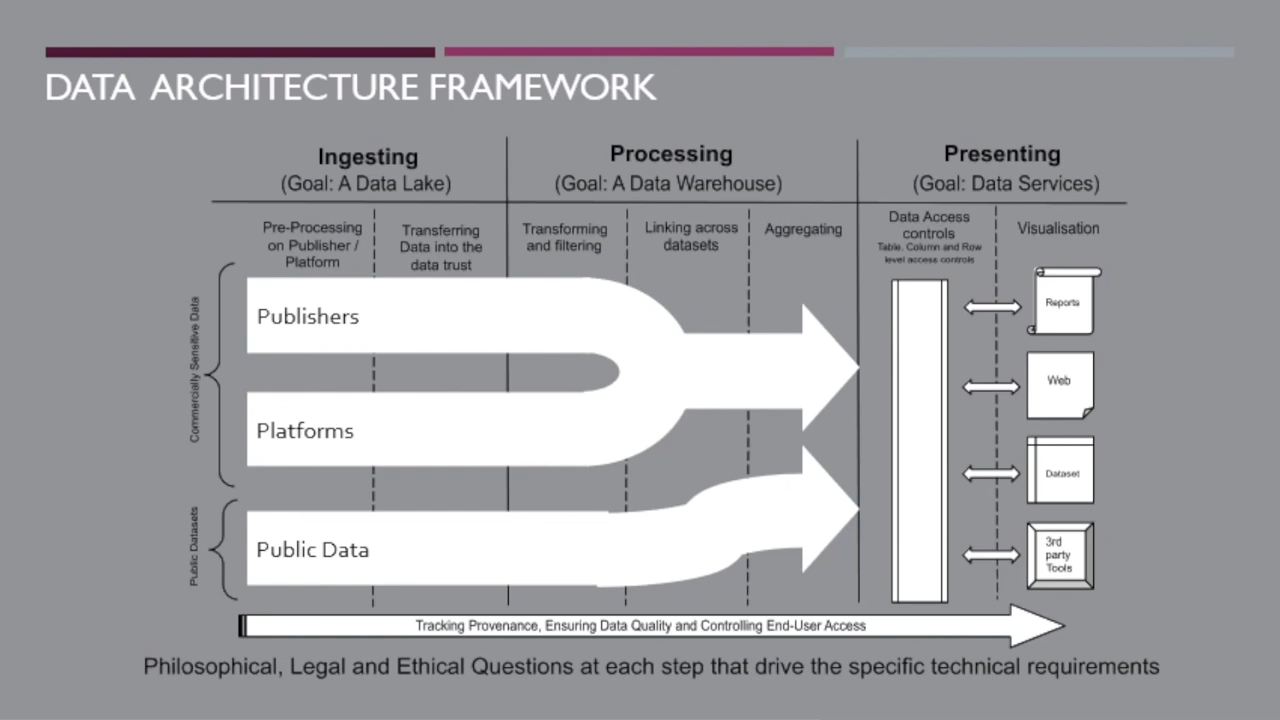 DATA ARCHITECTURE FRAMEWORK
Ingesting
(Goal: A Data Lake)
Processing
(Goal: A Data Warehouse)
Presenting
(Goal: Data Services)
Pre-Processing
on Publisher /
Platform
Transferring
Data into the
data trust
Transforming
and filtering
Linking across
datasets
Aggregating
Data Access
controls
Table, Column and Row
level access controls
Visualisation
Commercially Sensitive Data
Publishers
Platforms
Public Datasets
Public Data
Reports
Web
Dataset
3rd
party
Tools
Tracking Provenance, Ensuring Data Quality and Controlling End-User Access
Philosophical, Legal and Ethical Questions at each step that drive the specific technical requirements